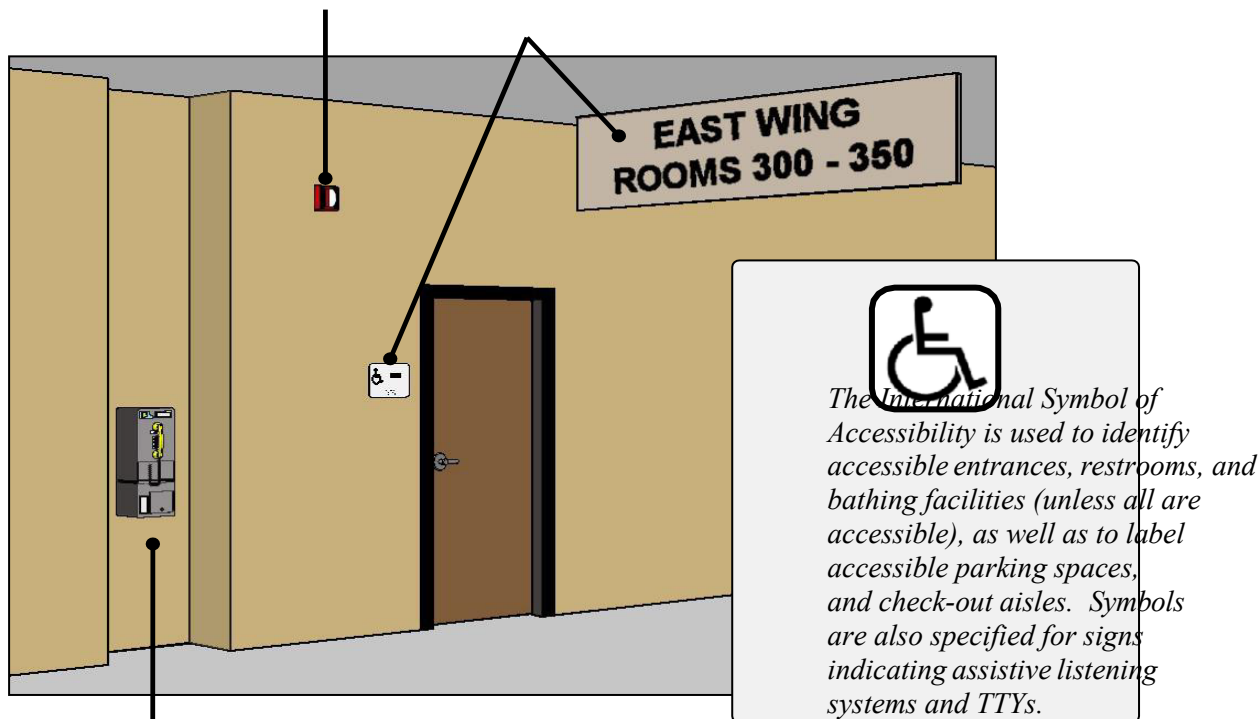 EAST WING
ROOMS 300 - 350
The International Symbol of
Accessibility is used to identify
accessible entrances, restrooms, and
bathing facilities (unless all are
accessible), as well as to label
accessible parking spaces,
and check-out aisles. Symbols
are also specified for signs
indicating assistive listening
systems and TTYs.